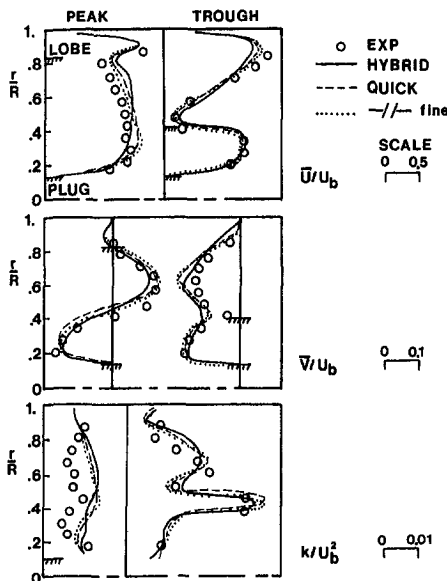 PEAK TROUGH
1.
LOBE
r/R
.8
.6
.4
.2
PLUG
0
EXP
HYBRID
QUICK
—//— fine
SCALE
0 0.5
U̅/U_b
1.
r/R
.8
.6
.4
.2
0
0 0.1
V̅/U_b
1.
r/R
.8
.6
.4
.2
0
0 0.01
k/U_b²